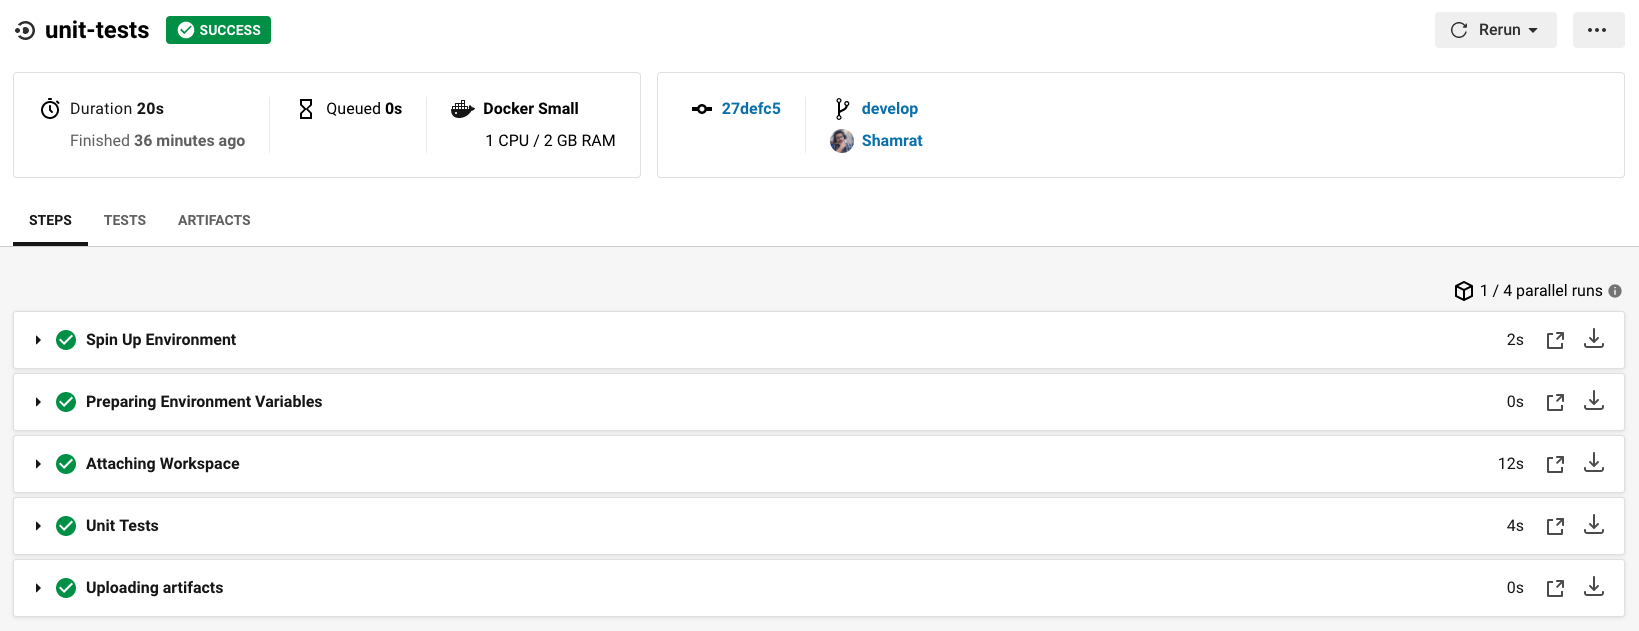 unit-tests SUCCESS Rerun
Duration 20s Queued 0s Docker Small 27defc5 develop
Finished 36 minutes ago 1 CPU / 2 GB RAM Shamrat
STEPS TESTS ARTIFACTS
1 / 4 parallel runs
Spin Up Environment 2s
Preparing Environment Variables 0s
Attaching Workspace 12s
Unit Tests 4s
Uploading artifacts 0s